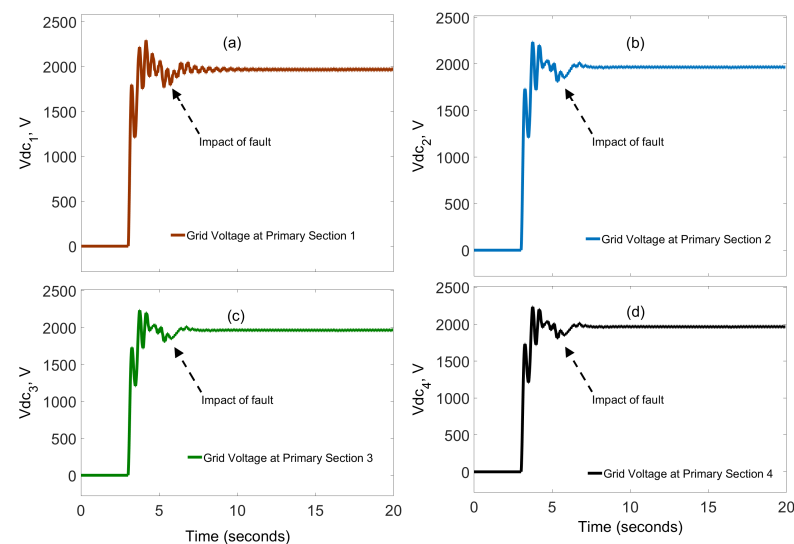 2500
2000
1500
1000
500
0
Vdc1, V
(a)
Impact of fault
Grid Voltage at Primary Section 1
2500
2000
1500
1000
500
0
Vdc2, V
(b)
Impact of fault
Grid Voltage at Primary Section 2
2500
2000
1500
1000
500
0
Vdc3, V
(c)
Impact of fault
Grid Voltage at Primary Section 3
0 5 10 15 20
Time (seconds)
2500
2000
1500
1000
500
0
Vdc4, V
(d)
Impact of fault
Grid Voltage at Primary Section 4
0 5 10 15 20
Time (seconds)